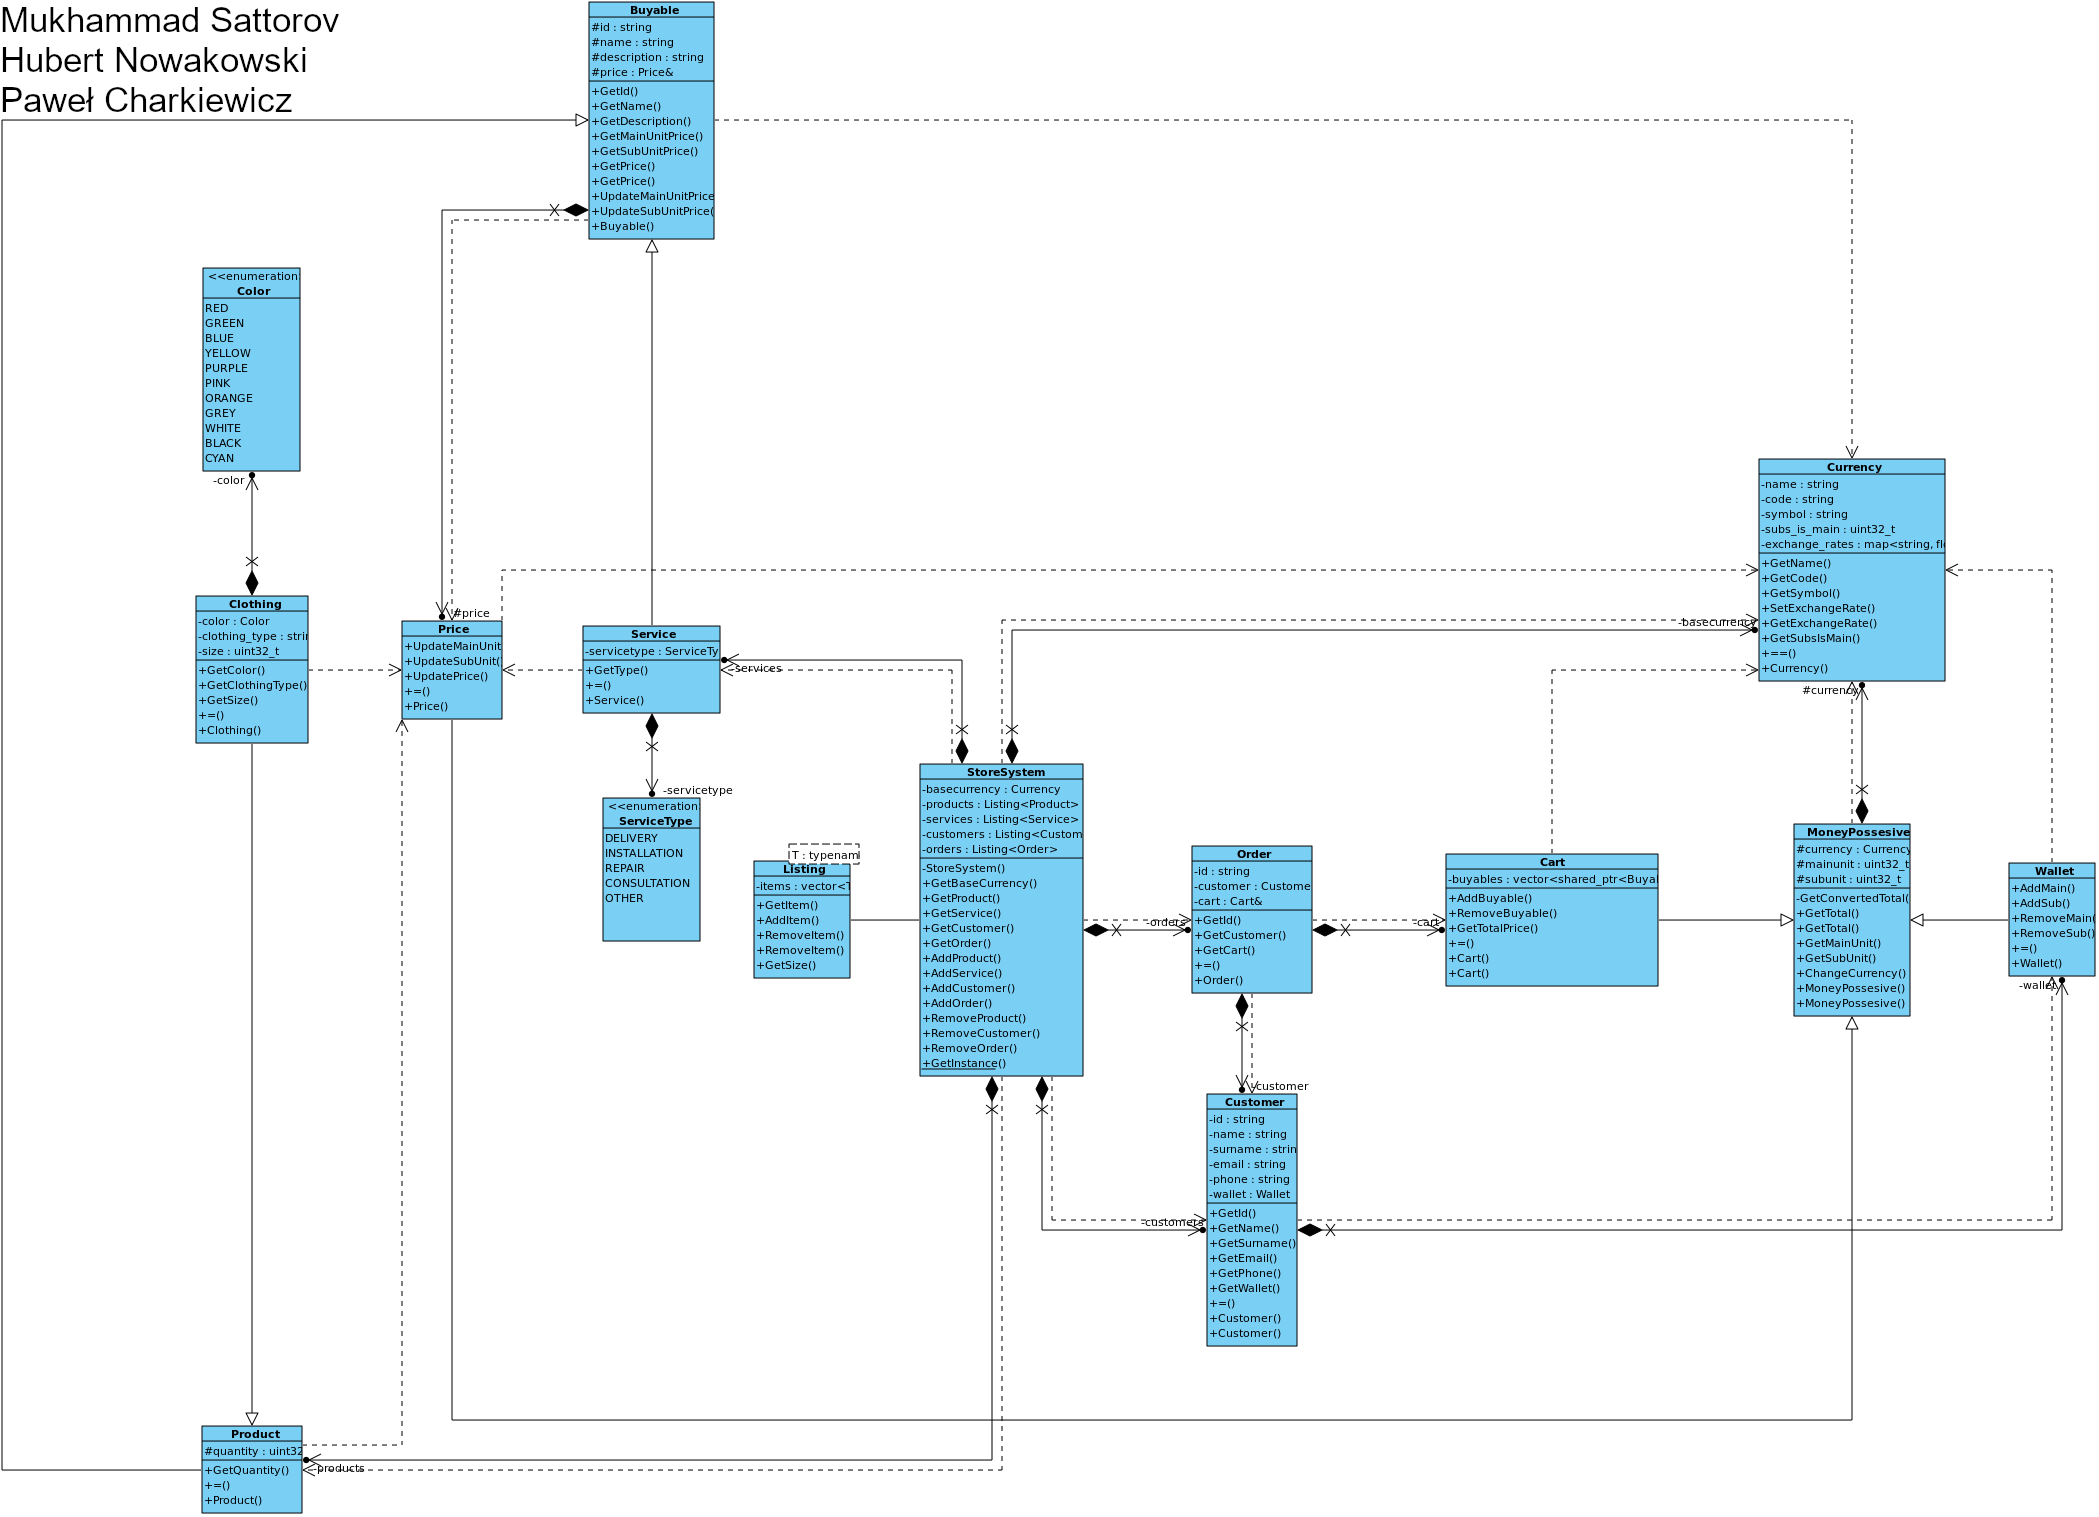 Mukhammad Sattorov
Hubert Nowakowski
Paweł Charkiewicz
Buyable
#id : string
#name : string
#description : string
#price : Price&
+GetId()
+GetName()
+GetDescription()
+GetMainUnitPrice()
+GetSubUnitPrice()
+GetPrice()
+GetPrice()
+UpdateMainUnitPrice
+UpdateSubUnitPrice(
+Buyable()
<<enumeration>
Color
RED
GREEN
BLUE
YELLOW
PURPLE
PINK
ORANGE
GREY
WHITE
BLACK
CYAN
-color
Clothing
-color : Color
-clothing_type : strin
-size : uint32_t
+GetColor()
+GetClothingType()
+GetSize()
+=()
+Clothing()
#price
Price
+UpdateMainUnit
+UpdateSubUnit(
+UpdatePrice()
+=()
+Price()
Service
-servicetype : ServiceTy
+GetType()
+=()
+Service()
-services
-servicetype
<<enumeration>
ServiceType
DELIVERY
INSTALLATION
REPAIR
CONSULTATION
OTHER
T : typenam
Listing
-items : vector<T
+GetItem()
+AddItem()
+RemoveItem()
+RemoveItem()
+GetSize()
StoreSystem
-basecurrency : Currency
-products : Listing<Product>
-services : Listing<Service>
-customers : Listing<Custom
-orders : Listing<Order>
-StoreSystem()
+GetBaseCurrency()
+GetProduct()
+GetService()
+GetCustomer()
+GetOrder()
+AddProduct()
+AddService()
+AddCustomer()
+AddOrder()
+RemoveProduct()
+RemoveCustomer()
+RemoveOrder()
+GetInstance()
-orders
Order
-id : string
-customer : Custome
-cart : Cart&
+GetId()
+GetCustomer()
+GetCart()
+=()
+Order()
-cart
Cart
-buyables : vector<shared_ptr<Buyal
+AddBuyable()
+RemoveBuyable()
+GetTotalPrice()
+=()
+Cart()
+Cart()
-basecurrency
Currency
-name : string
-code : string
-symbol : string
-subs_is_main : uint32_t
-exchange_rates : map<string, fl
+GetName()
+GetCode()
+GetSymbol()
+SetExchangeRate()
+GetExchangeRate()
+GetSubsIsMain()
+==()
+Currency()
#currency
MoneyPossesive
#currency : Currency
#mainunit : uint32_t
#subunit : uint32_t
-GetConvertedTotal(
+GetTotal()
+GetTotal()
+GetMainUnit()
+GetSubUnit()
+ChangeCurrency()
+MoneyPossesive()
+MoneyPossesive()
Wallet
+AddMain()
+AddSub()
+RemoveMain(
+RemoveSub()
+=()
+Wallet()
-wallet
-customer
Customer
-id : string
-name : string
-surname : strin
-email : string
-phone : string
-wallet : Wallet
+GetId()
+GetName()
+GetSurname()
+GetEmail()
+GetPhone()
+GetWallet()
+=()
+Customer()
+Customer()
-customers
Product
#quantity : uint32
+GetQuantity()
+=()
+Product()
-products